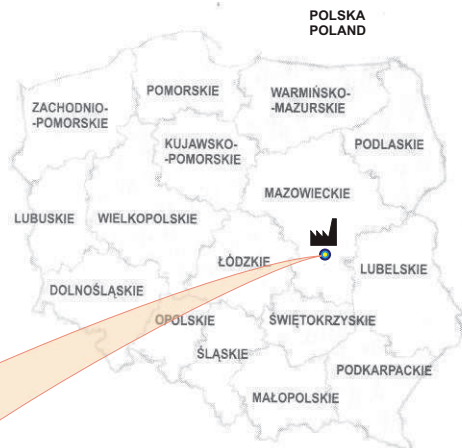 POLSKA
POLAND
POMORSKIE
WARMIŃSKO-
-MAZURSKIE
ZACHODNIO-
-POMORSKIE
KUJAWSKO-
-POMORSKIE
PODLASKIE
MAZOWIECKIE
LUBUSKIE
WIELKOPOLSKIE
ŁÓDZKIE
LUBELSKIE
DOLNOŚLĄSKIE
OPOLSKIE
ŚWIĘTOKRZYSKIE
ŚLĄSKIE
PODKARPACKIE
MAŁOPOLSKIE